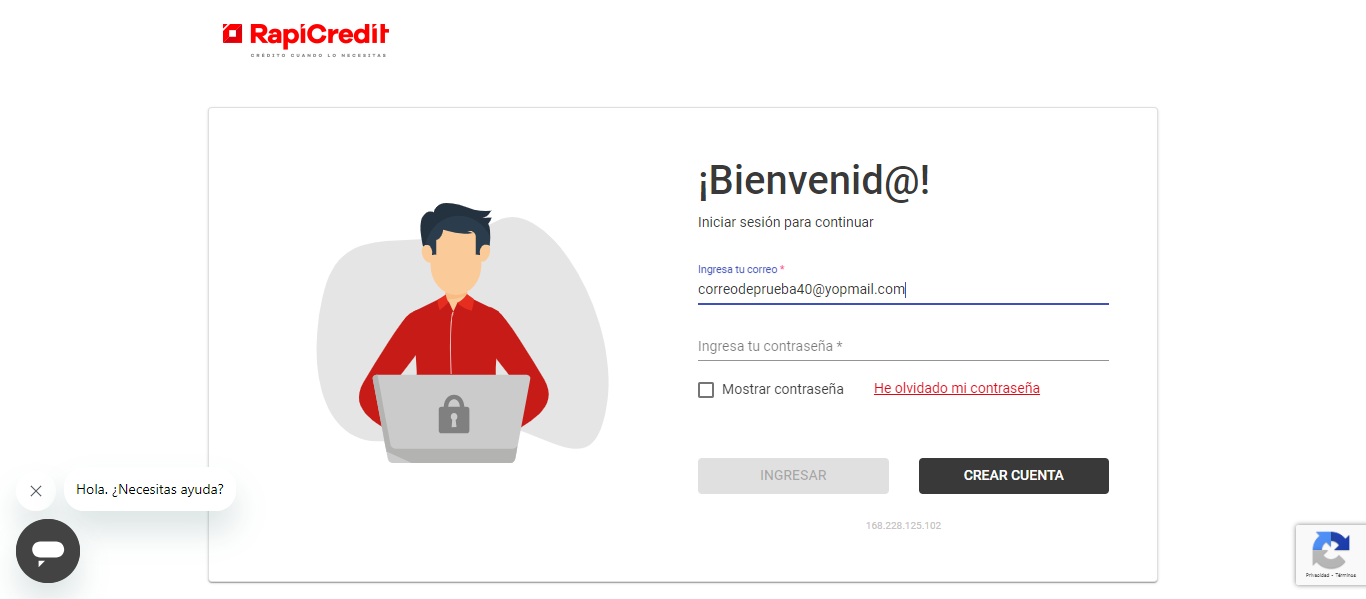 RapiCredit
CRÉDITO CUANDO LO NECESITAS
¡Bienvenid@!
Iniciar sesión para continuar
Ingresa tu correo *
correodeprueba40@yopmail.com
Ingresa tu contraseña *
Mostrar contraseña
He olvidado mi contraseña
INGRESAR
CREAR CUENTA
168.228.125.102
Hola. ¿Necesitas ayuda?
Privacidad - Términos